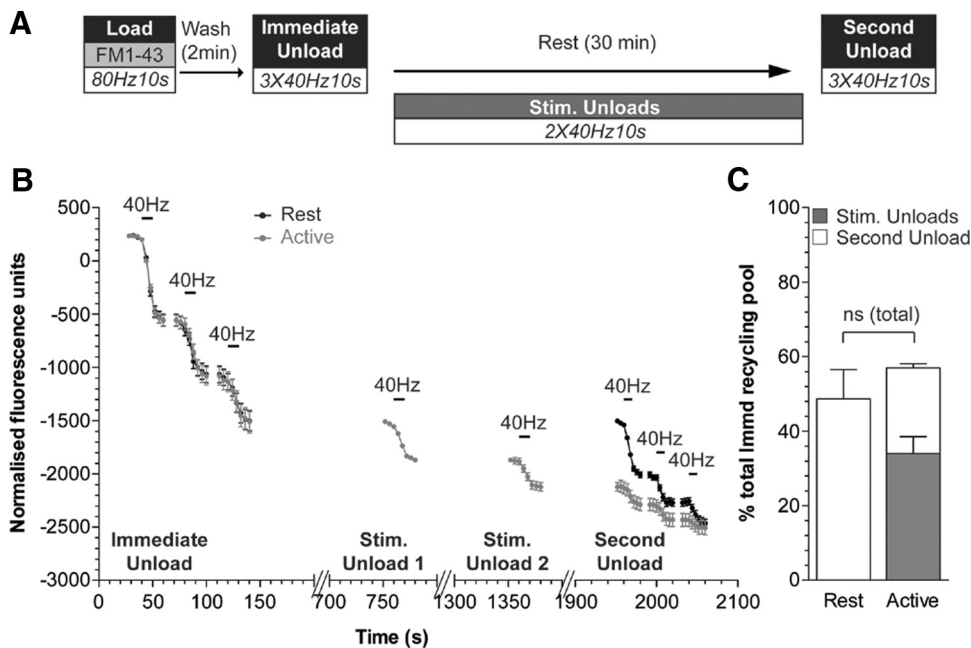 A
Load
FM1-43
80Hz10s
Wash
(2min)
Immediate
Unload
3X40Hz10s
Rest (30 min)
Stim. Unloads
2X40Hz10s
Second
Unload
3X40Hz10s
B
Normalised fluorescence units
500
0
-500
-1000
-1500
-2000
-2500
-3000
40Hz
40Hz
40Hz
Rest
Active
40Hz
40Hz
40Hz
40Hz
40Hz
Immediate
Unload
Stim.
Unload 1
Stim.
Unload 2
Second
Unload
0 50 100 150 700 750 1300 1350 1900 2000 2100
Time (s)
C
Stim. Unloads
Second Unload
% total Immd recycling pool
100
80
60
40
20
0
ns (total)
Rest Active